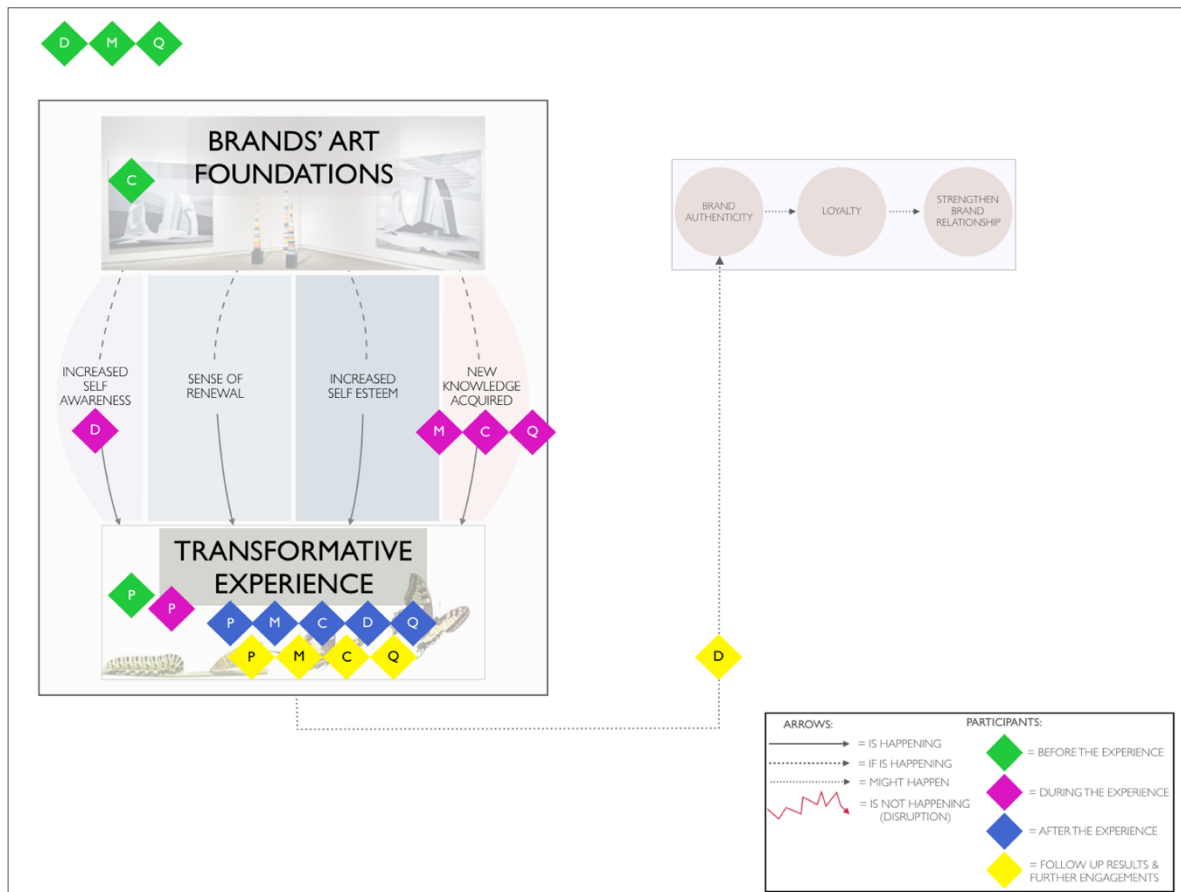 D M Q
BRANDS' ART
FOUNDATIONS
C
BRAND
AUTHENTICITY
LOYALTY
STRENGTHEN
BRAND
RELATIONSHIP
INCREASED
SELF
AWARENESS
SENSE OF
RENEWAL
INCREASED
SELF ESTEEM
NEW
KNOWLEDGE
ACQUIRED
D
M C Q
TRANSFORMATIVE
EXPERIENCE
P
P
P M C D Q
P M C Q
D
ARROWS:
= IS HAPPENING
= IF IS HAPPENING
= MIGHT HAPPEN
= IS NOT HAPPENING
(DISRUPTION)
PARTICIPANTS:
= BEFORE THE EXPERIENCE
= DURING THE EXPERIENCE
= AFTER THE EXPERIENCE
= FOLLOW UP RESULTS &
FURTHER ENGAGEMENTS